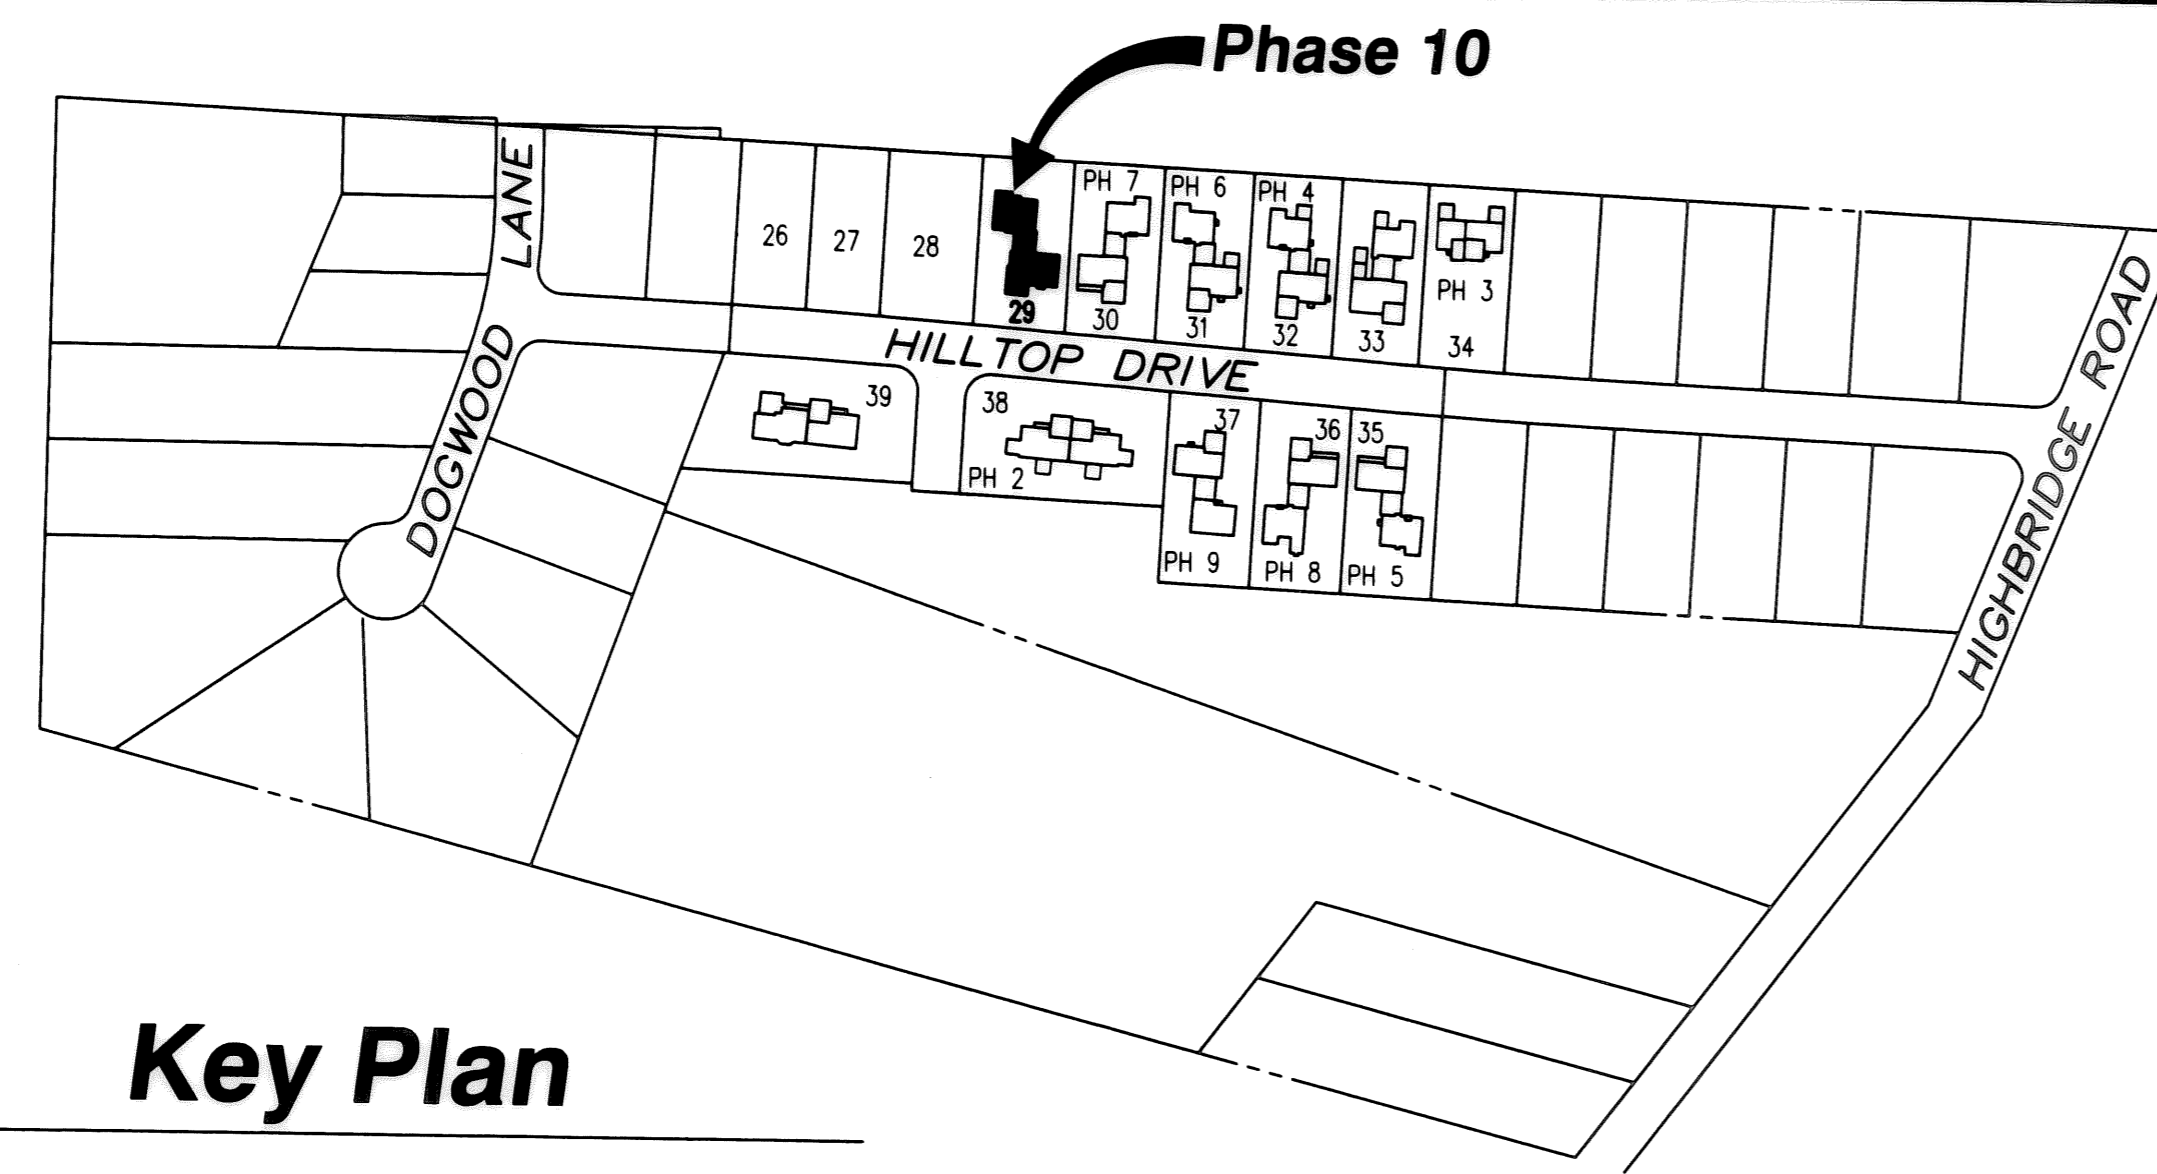 Phase 10
LANE
DOGWOOD
26
27
28
29
PH 7
30
PH 6
31
PH 4
32
33
PH 3
34
HILLTOP DRIVE
39
38
PH 2
37
PH 9
36
PH 8
35
PH 5
HIGHBRIDGE ROAD
Key Plan